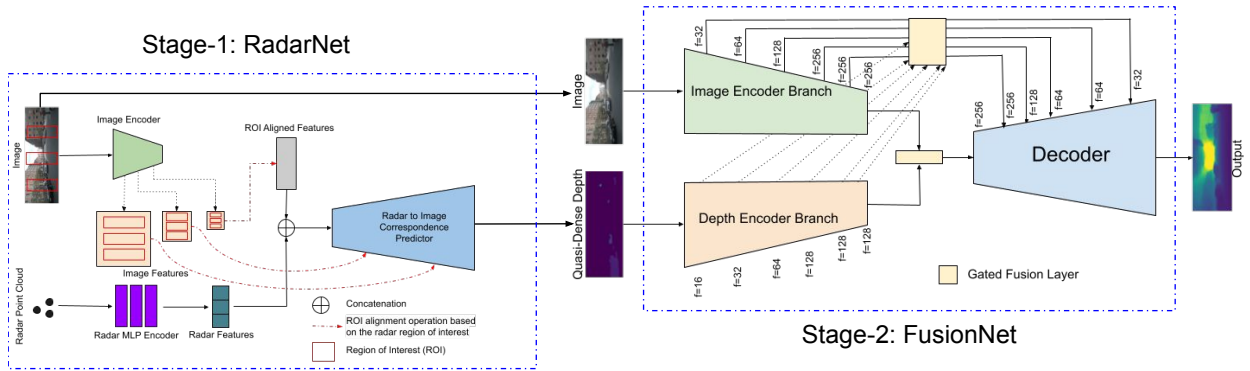 Stage-1: RadarNet
Image
Image Encoder
ROI Aligned Features
Image Features
Radar to Image
Correspondence
Predictor
Radar Point Cloud
Radar MLP Encoder
Radar Features
Concatenation
ROI alignment operation based
on the radar region of interest
Region of Interest (ROI)
Image
Quasi-Dense Depth
f=32
f=64
f=128
f=256
f=256
f=256
Image Encoder Branch
Depth Encoder Branch
f=16
f=32
f=64
f=128
f=128
f=128
f=256
f=256
f=128
f=64
f=64
f=32
Decoder
Output
Gated Fusion Layer
Stage-2: FusionNet